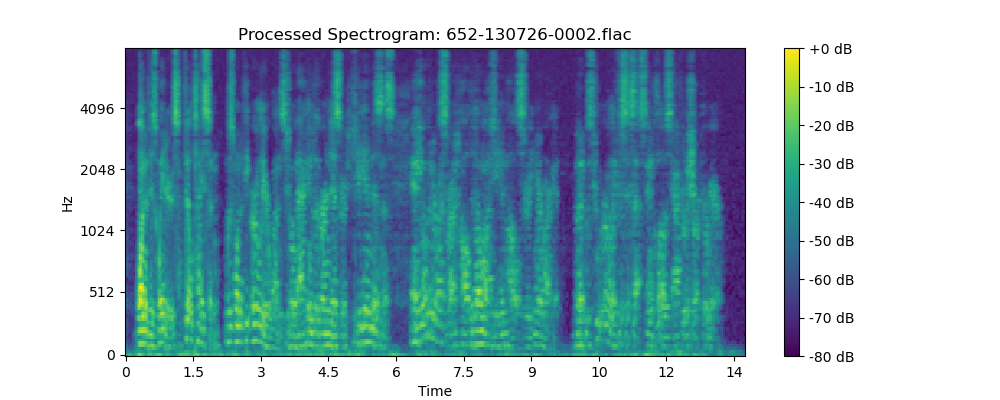 Processed Spectrogram: 652-130726-0002.flac
Hz
4096
2048
1024
512
0
0 1.5 3 4.5 6 7.5 9 10 12 14
Time
+0 dB
-10 dB
-20 dB
-30 dB
-40 dB
-50 dB
-60 dB
-70 dB
-80 dB